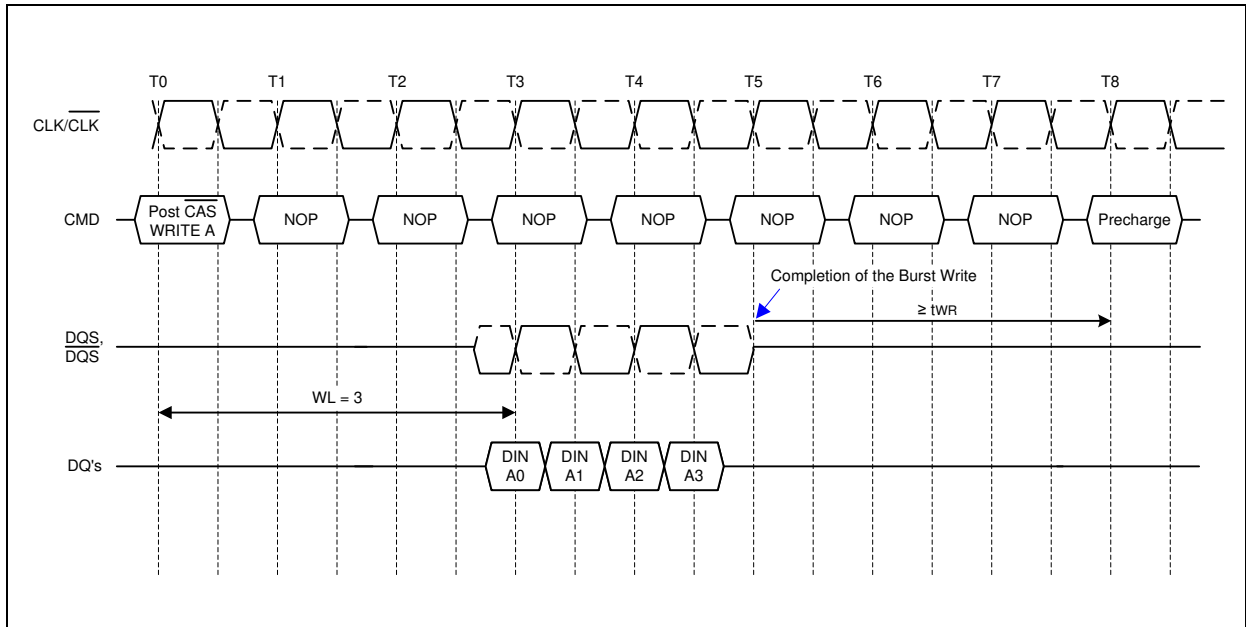 T0 T1 T2 T3 T4 T5 T6 T7 T8
CLK/CLK
CMD
Post CAS
WRITE A
NOP
NOP
NOP
NOP
NOP
NOP
NOP
Precharge
Completion of the Burst Write
≥ tWR
DQS,
DQS
WL = 3
DQ's
DIN
A0
DIN
A1
DIN
A2
DIN
A3